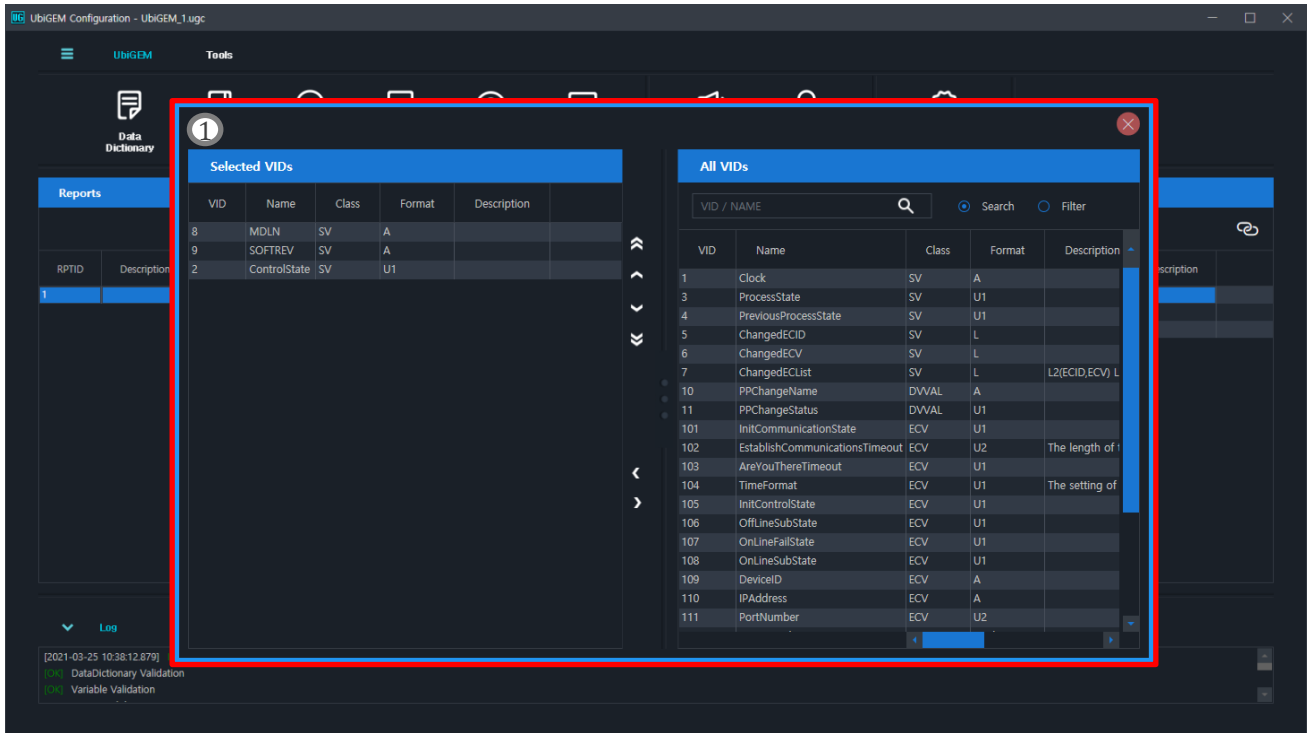 UG UbiGEM Configuration - UbiGEM_1.ugc
UbiGEM Tools
Data
Dictionary
1
Selected VIDs
VID Name Class Format Description
8 MDLN SV A
9 SOFTREV SV A
2 ControlState SV U1
All VIDs
VID / NAME Search Filter
VID Name Class Format Description
1 Clock SV A
3 ProcessState SV U1
4 PreviousProcessState SV U1
5 ChangedECID SV L
6 ChangedECV SV L
7 ChangedECList SV L L2(ECID,ECV) L
10 PPChangeName DVVAL A
11 PPChangeStatus DVVAL U1
101 InitCommunicationState ECV U1
102 EstablishCommunicationsTimeout ECV U2 The length of
103 AreYouThereTimeout ECV U1
104 TimeFormat ECV U1 The setting of
105 InitControlState ECV U1
106 OffLineSubState ECV U1
107 OnLineFailState ECV U1
108 OnLineSubState ECV U1
109 DeviceID ECV A
110 IPAddress ECV A
111 PortNumber ECV U2
Reports
RPTID Description
1
scription
Log
[2021-03-25 10:38:12.879]
[OK] DataDictionary Validation
[OK] Variable Validation